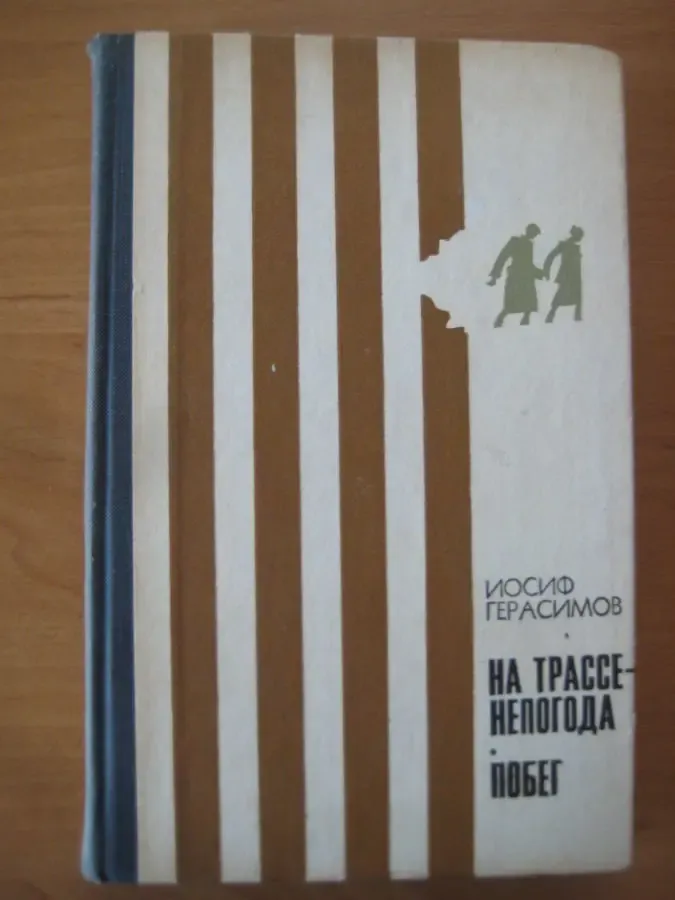 ИОСИФ
ГЕРАСИМОВ
НА ТРАССЕ-
НЕПОГОДА
ПОБЕГ